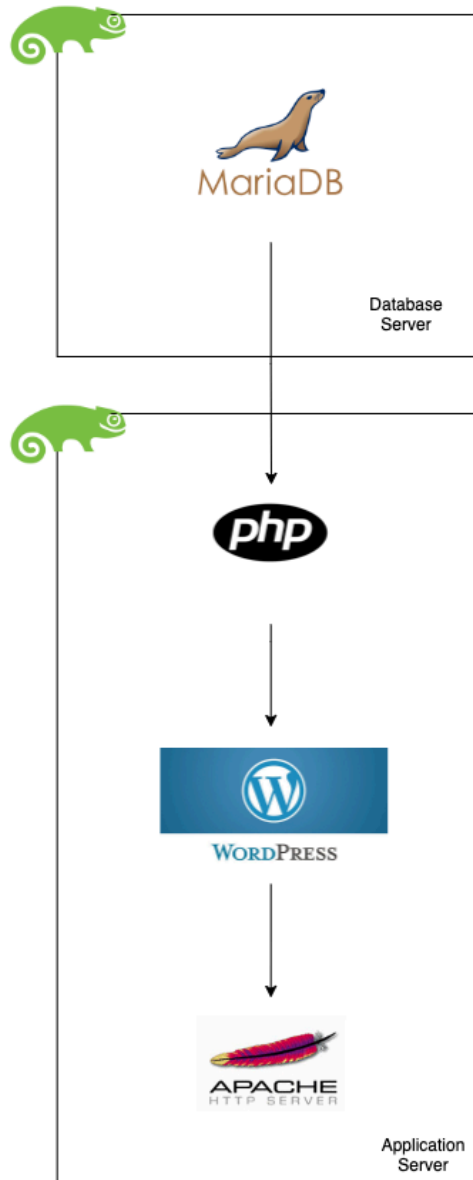 MariaDB
Database
Server
php
W
WORDPRESS
APACHE
HTTP SERVER
Application
Server